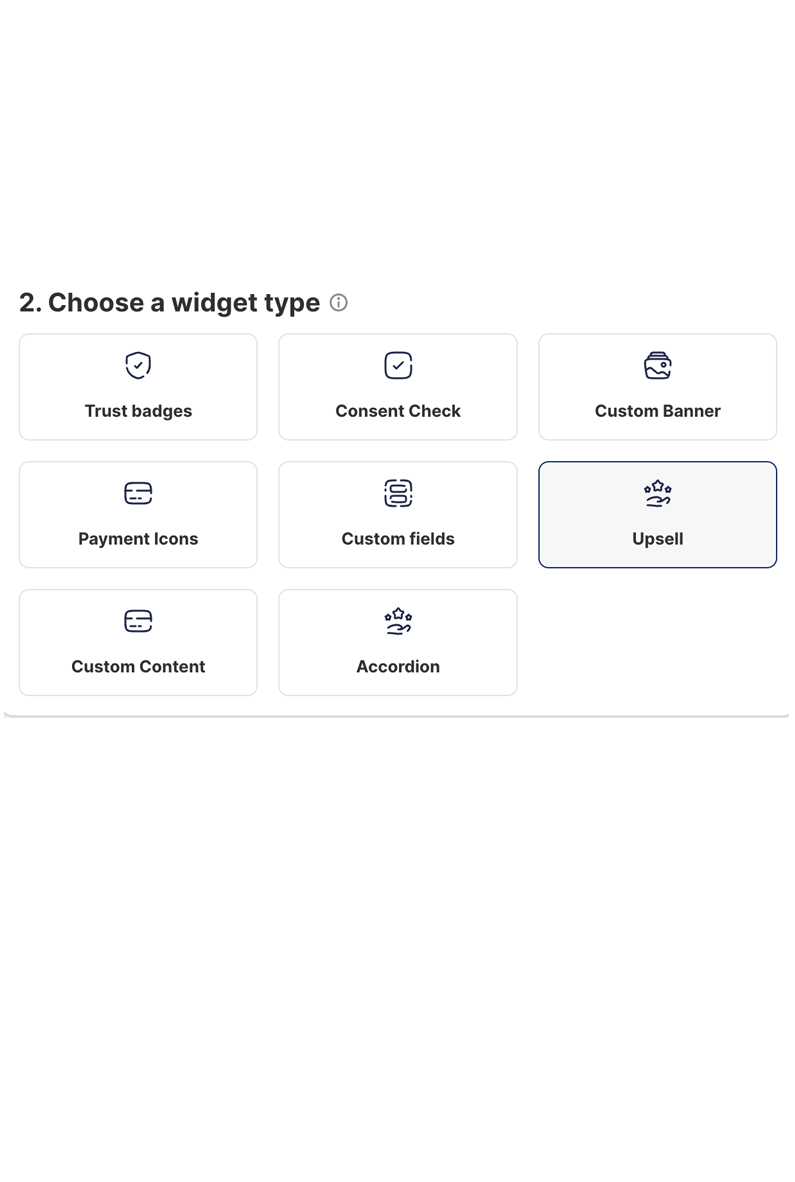 2. Choose a widget type
Trust badges
Consent Check
Custom Banner
Payment Icons
Custom fields
Upsell
Custom Content
Accordion